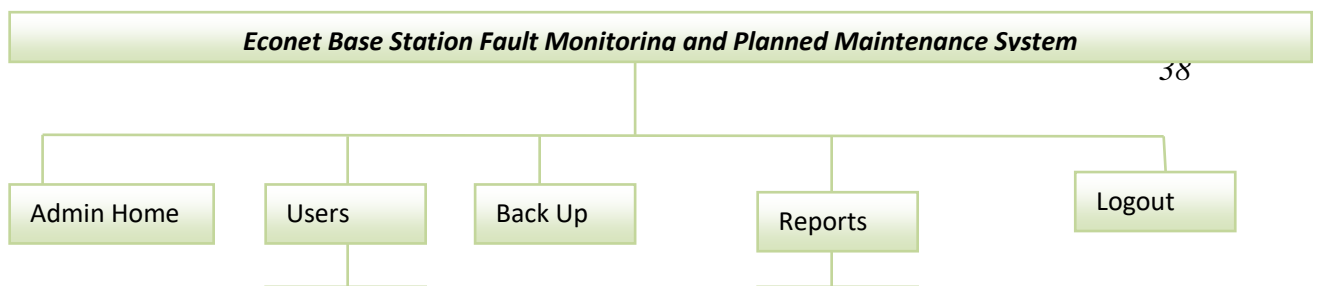 Econet Base Station Fault Monitoring and Planned Maintenance System
38
Admin Home
Users
Back Up
Reports
Logout